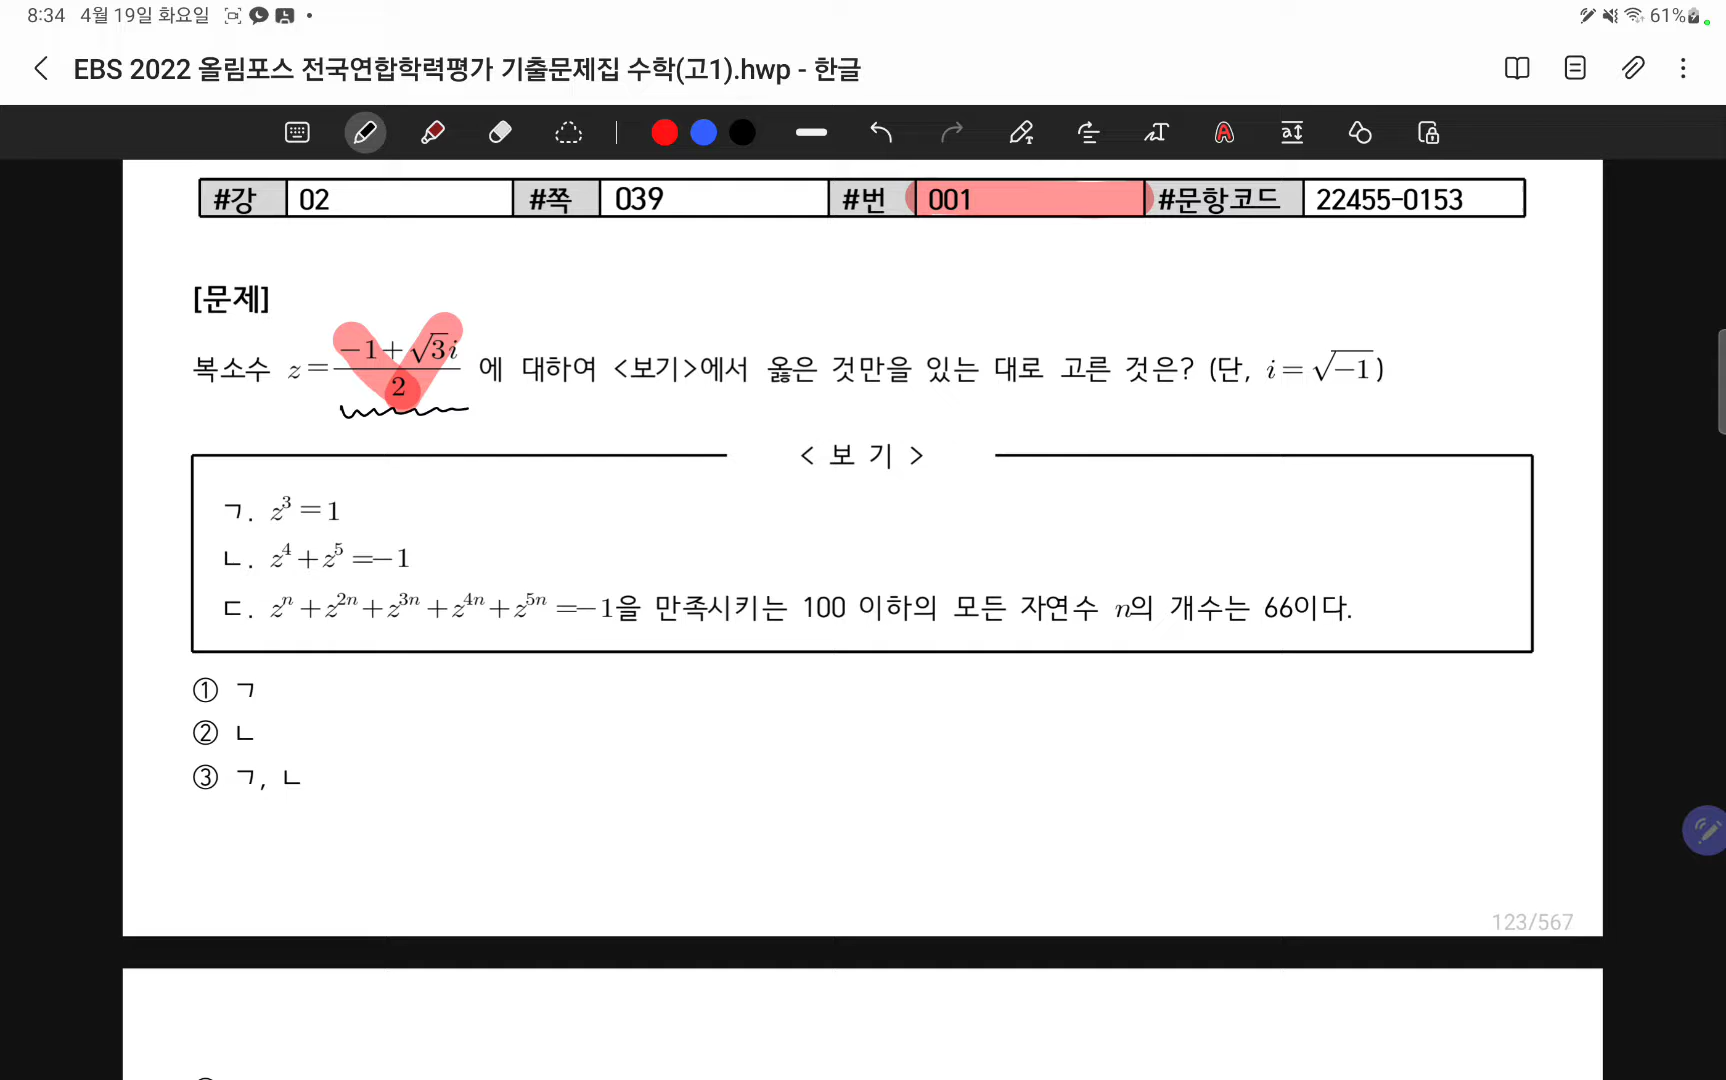 8:34 4월 19일 화요일 61%
EBS 2022 올림포스 전국연합학력평가 기출문제집 수학(고1).hwp - 한글
#강 02 #쪽 039 #번 001 #문항코드 22455-0153
[문제]
복소수 z = (-1+√3i)/2 에 대하여 <보기>에서 옳은 것만을 있는 대로 고른 것은? (단, i = √-1)
< 보 기 >
ㄱ. z³ = 1
ㄴ. z⁴ + z⁵ = -1
ㄷ. zⁿ + z²ⁿ + z³ⁿ + z⁴ⁿ + z⁵ⁿ = -1을 만족시키는 100 이하의 모든 자연수 n의 개수는 66이다.
① ㄱ
② ㄴ
③ ㄱ, ㄴ
123/567